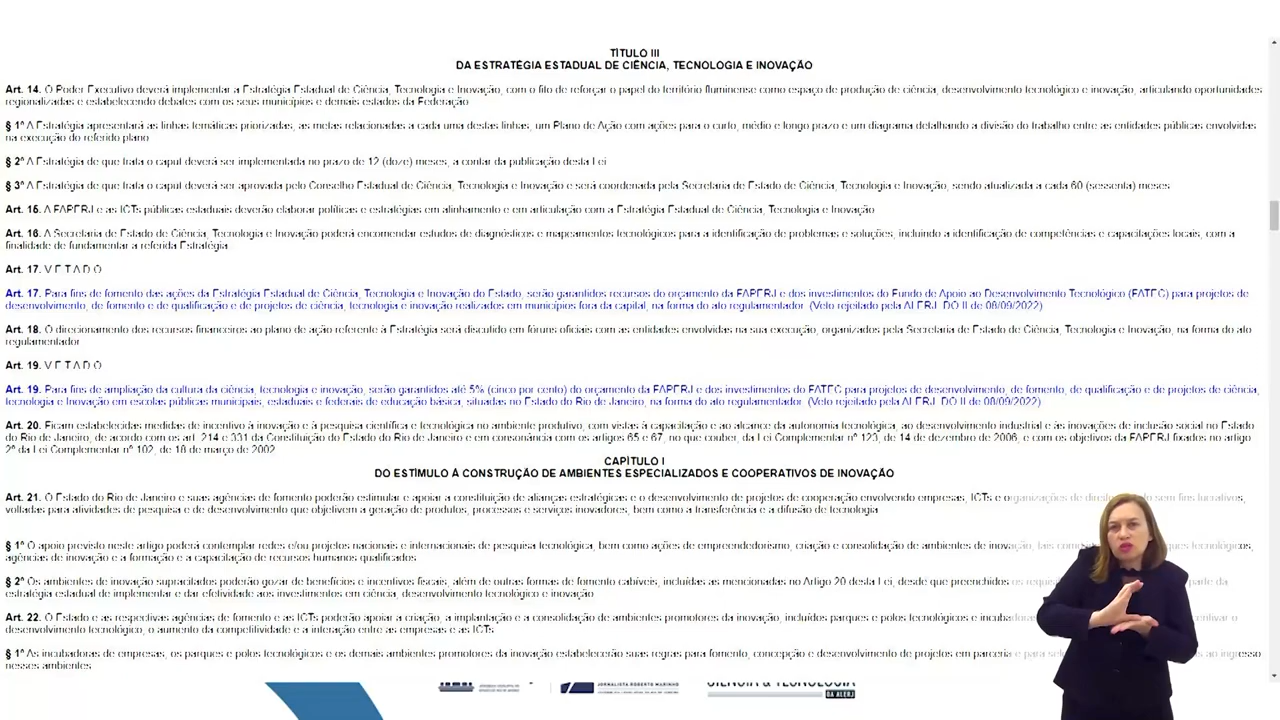 TÍTULO III
DA ESTRATÉGIA ESTADUAL DE CIÊNCIA, TECNOLOGIA E INOVAÇÃO
Art. 14. O Poder Executivo deverá implementar a Estratégia Estadual de Ciência, Tecnologia e Inovação, com o fito de reforçar o papel do território fluminense como espaço de produção de ciência, desenvolvimento tecnológico e inovação, articulando oportunidades
regionalizadas e estabelecendo debates com os seus municípios e demais estados da Federação
§ 1º A Estratégia apresentará as linhas temáticas priorizadas, as metas relacionadas a cada uma destas linhas, um Plano de Ação com ações para o curto, médio e longo prazo e um diagrama detalhando a divisão do trabalho entre as entidades públicas envolvidas
na execução do referido plano
§ 2º A Estratégia de que trata o caput deverá ser implementada no prazo de 12 (doze) meses, a contar da publicação desta Lei
§ 3º A Estratégia de que trata o caput deverá ser aprovada pelo Conselho Estadual de Ciência, Tecnologia e Inovação e será coordenada pela Secretaria de Estado de Ciência, Tecnologia e Inovação, sendo atualizada a cada 60 (sessenta) meses
Art. 15. A FAPERJ e as ICTs públicas estaduais deverão elaborar políticas e estratégias em alinhamento e em articulação com a Estratégia Estadual de Ciência, Tecnologia e Inovação
Art. 16. A Secretaria de Estado de Ciência, Tecnologia e Inovação poderá encomendar estudos de diagnósticos e mapeamentos tecnológicos para a identificação de problemas e soluções, incluindo a identificação de competências e capacitações locais, com a
finalidade de fundamentar a referida Estratégia
Art. 17. V E T A D O
Art. 17. Para fins de fomento das ações da Estratégia Estadual de Ciência, Tecnologia e Inovação do Estado, serão garantidos recursos do orçamento da FAPERJ e dos investimentos do Fundo de Apoio ao Desenvolvimento Tecnológico (FATEC) para projetos de
desenvolvimento, de fomento e de qualificação e de projetos de ciência, tecnologia e inovação realizados em municípios fora da capital, na forma do ato regulamentador. (Veto rejeitado pela ALERJ. DO II de 08/09/2022)
Art. 18. O direcionamento dos recursos financeiros ao plano de ação referente à Estratégia será discutido em fóruns oficiais com as entidades envolvidas na sua execução, organizados pela Secretaria de Estado de Ciência, Tecnologia e Inovação, na forma do ato
regulamentador
Art. 19. V E T A D O
Art. 19. Para fins de ampliação da cultura da ciência, tecnologia e inovação, serão garantidos até 5% (cinco por cento) do orçamento da FAPERJ e dos investimentos do FATEC para projetos de desenvolvimento, de fomento, de qualificação e de projetos de ciência,
tecnologia e Inovação em escolas públicas municipais, estaduais e federais de educação básica, situadas no Estado do Rio de Janeiro, na forma do ato regulamentador. (Veto rejeitado pela ALERJ. DO II de 08/09/2022)
Art. 20. Ficam estabelecidas medidas de incentivo à inovação e à pesquisa científica e tecnológica no ambiente produtivo, com vistas à capacitação e ao alcance da autonomia tecnológica, ao desenvolvimento industrial e às inovações de inclusão social no Estado
do Rio de Janeiro, de acordo com os art. 214 e 331 da Constituição do Estado do Rio de Janeiro e em consonância com os artigos 65 e 67, no que couber, da Lei Complementar nº 123, de 14 de dezembro de 2006, e com os objetivos da FAPERJ fixados no artigo
2º da Lei Complementar nº 102, de 18 de março de 2002
CAPÍTULO I
DO ESTÍMULO À CONSTRUÇÃO DE AMBIENTES ESPECIALIZADOS E COOPERATIVOS DE INOVAÇÃO
Art. 21. O Estado do Rio de Janeiro e suas agências de fomento poderão estimular e apoiar a constituição de alianças estratégicas e o desenvolvimento de projetos de cooperação envolvendo empresas, ICTs e organizações de direito sem fins lucrativos,
voltadas para atividades de pesquisa e de desenvolvimento que objetivem a geração de produtos, processos e serviços inovadores, bem como a transferência e a difusão de tecnologia
§ 1º O apoio previsto neste artigo poderá contemplar redes e/ou projetos nacionais e internacionais de pesquisa tecnológica, bem como ações de empreendedorismo, criação e consolidação de ambientes de inovação, tais tecnológicos,
agências de inovação e a formação e a capacitação de recursos humanos qualificados
§ 2º Os ambientes de inovação supracitados poderão gozar de benefícios e incentivos fiscais, além de outras formas de fomento cabíveis, incluídas as mencionadas no Artigo 20 desta Lei, desde que preenchidos os parte da
estratégia estadual de implementar e dar efetividade aos investimentos em ciência, desenvolvimento tecnológico e inovação
Art. 22. O Estado e as respectivas agências de fomento e as ICTs poderão apoiar a criação, a implantação e a consolidação de ambientes promotores da inovação, incluídos parques e polos tecnológicos e o
desenvolvimento tecnológico, o aumento da competitividade e a interação entre as empresas e as ICTs
§ 1º As incubadoras de empresas, os parques e polos tecnológicos e os demais ambientes promotores da inovação estabelecerão suas regras para fomento, concepção e desenvolvimento de projetos em parceria e para ao ingresso
nesses ambientes
JORNALISTA ROBERTO MARINHO
CIÊNCIA & TECNOLOGIA
DA ALERJ